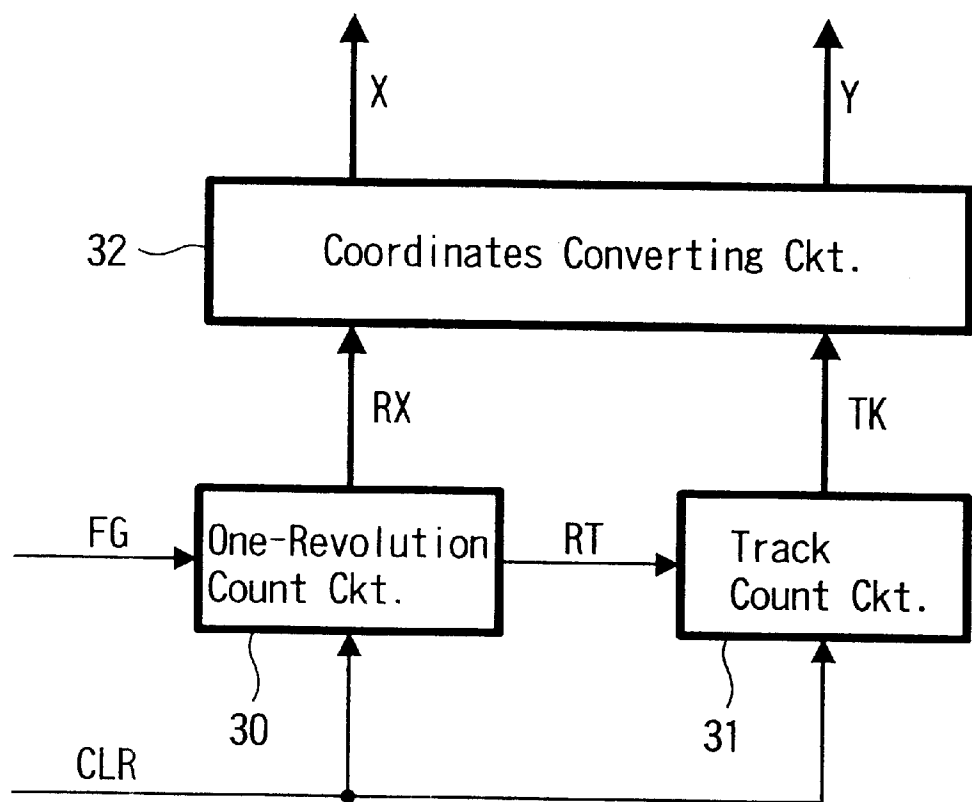 X
Y
32
Coordinates Converting Ckt.
RX
TK
FG
One-Revolution
Count Ckt.
RT
Track
Count Ckt.
30
31
CLR